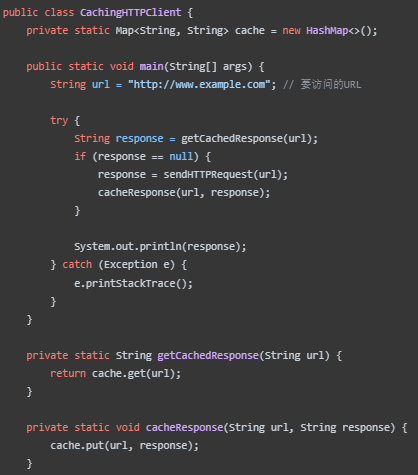 public class CachingHTTPClient {
    private static Map<String, String> cache = new HashMap<>();

    public static void main(String[] args) {
        String url = "http://www.example.com"; // 要访问的URL

        try {
            String response = getCachedResponse(url);
            if (response == null) {
                response = sendHTTPRequest(url);
                cacheResponse(url, response);
            }

            System.out.println(response);
        } catch (Exception e) {
            e.printStackTrace();
        }
    }

    private static String getCachedResponse(String url) {
        return cache.get(url);
    }

    private static void cacheResponse(String url, String response) {
        cache.put(url, response);
    }